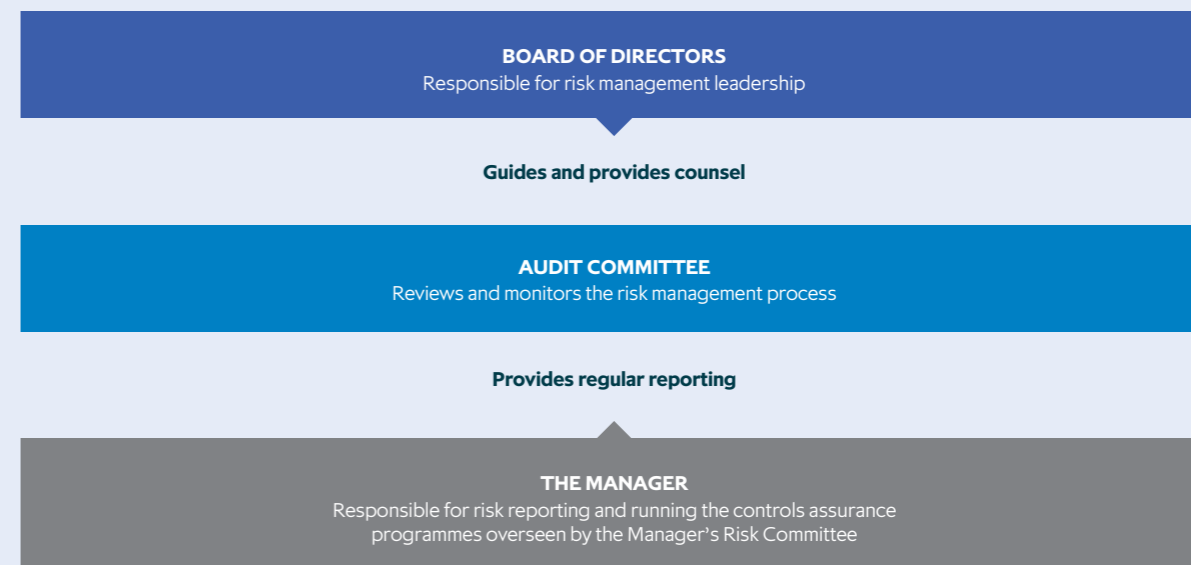 BOARD OF DIRECTORS
Responsible for risk management leadership
Guides and provides counsel
AUDIT COMMITTEE
Reviews and monitors the risk management process
Provides regular reporting
THE MANAGER
Responsible for risk reporting and running the controls assurance
programmes overseen by the Manager’s Risk Committee